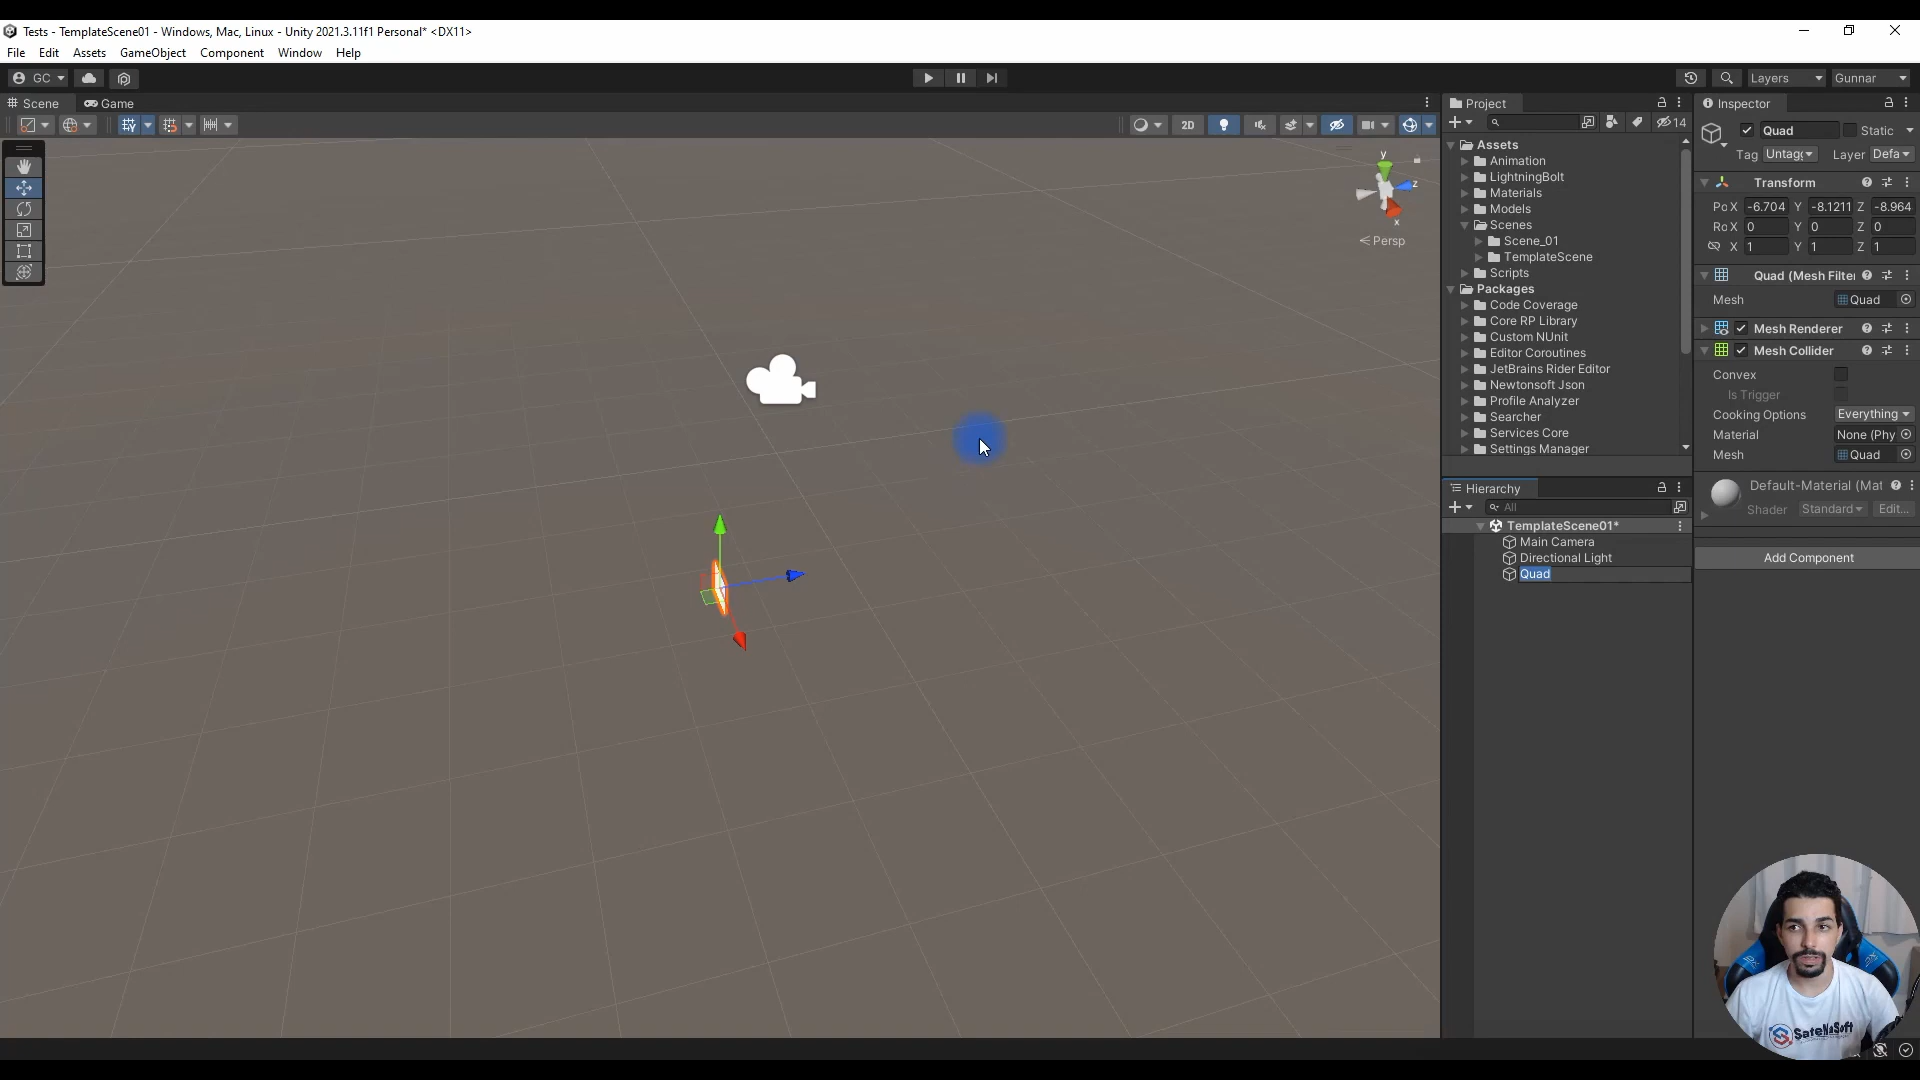 Tests - TemplateScene01 - Windows, Mac, Linux - Unity 2021.3.11f1 Personal* <DX11>
File Edit Assets GameObject Component Window Help
GC
Layers
Gunnar
Scene
Game
2D
y
z
x
Persp
Project
14
Assets
Animation
LightningBolt
Materials
Models
Scenes
Scene_01
TemplateScene
Scripts
Packages
Code Coverage
Core RP Library
Custom NUnit
Editor Coroutines
JetBrains Rider Editor
Newtonsoft Json
Profile Analyzer
Searcher
Services Core
Settings Manager
Hierarchy
All
TemplateScene01*
Main Camera
Directional Light
Quad
Inspector
Quad
Static
Tag Untagg Layer Defa
Transform
Po X -6.704 Y -8.1211 Z -8.964
Ro X 0 Y 0 Z 0
X 1 Y 1 Z 1
Quad (Mesh Filter
Mesh Quad
Mesh Renderer
Mesh Collider
Convex
Is Trigger
Cooking Options Everything
Material None (Phy
Mesh Quad
Default-Material (Mat
Shader Standard Edit...
Add Component